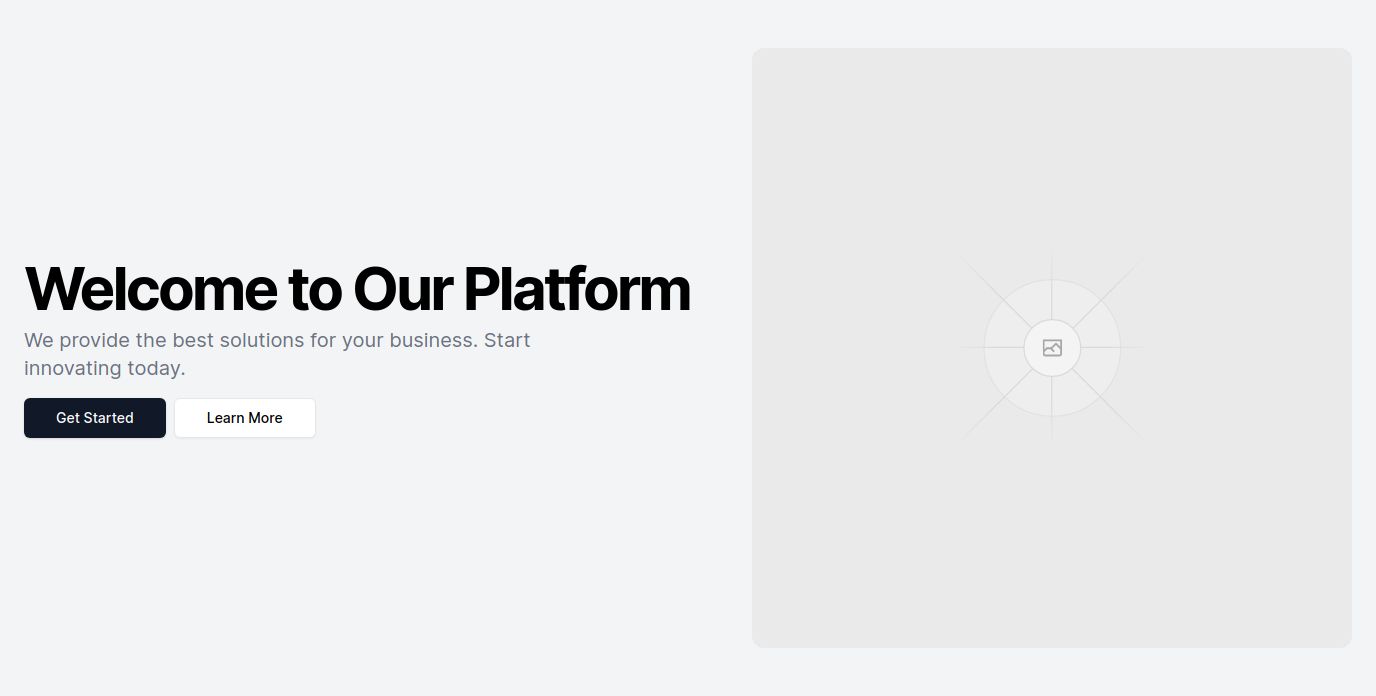 Welcome to Our Platform
We provide the best solutions for your business. Start
innovating today.
Get Started
Learn More